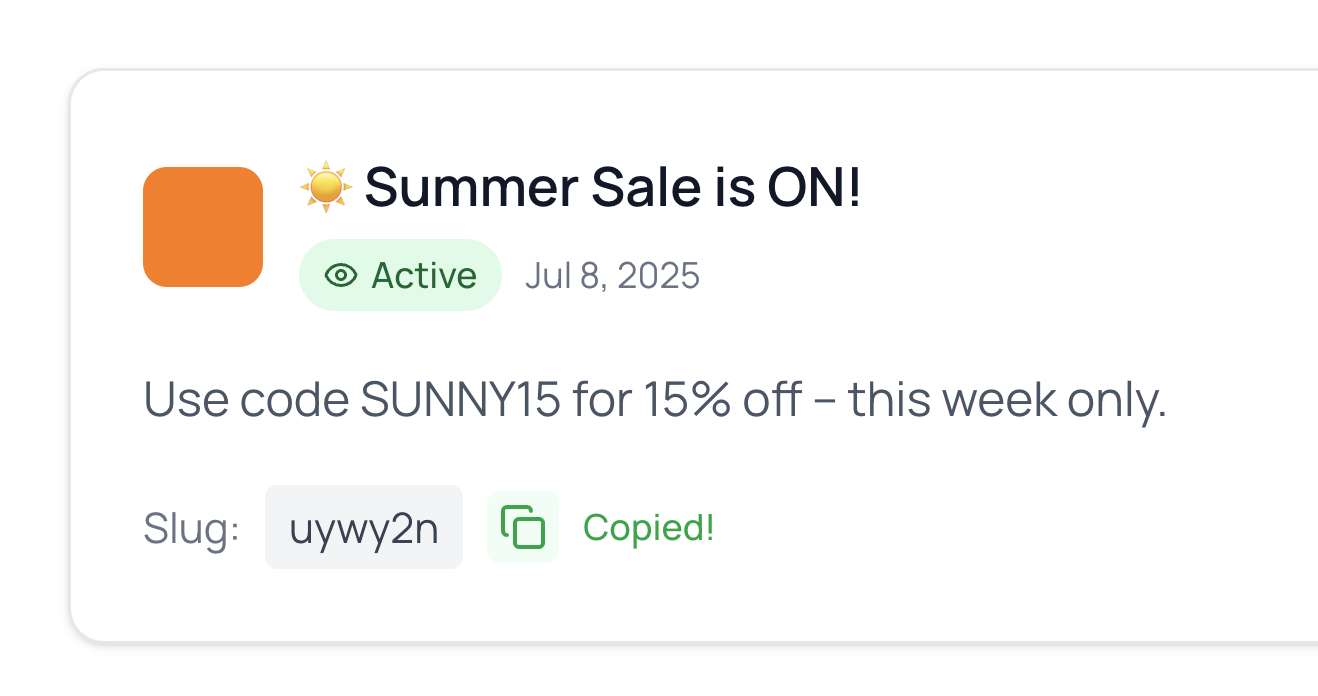 ☀️ Summer Sale is ON!
Active Jul 8, 2025
Use code SUNNY15 for 15% off – this week only.
Slug: uywy2n Copied!